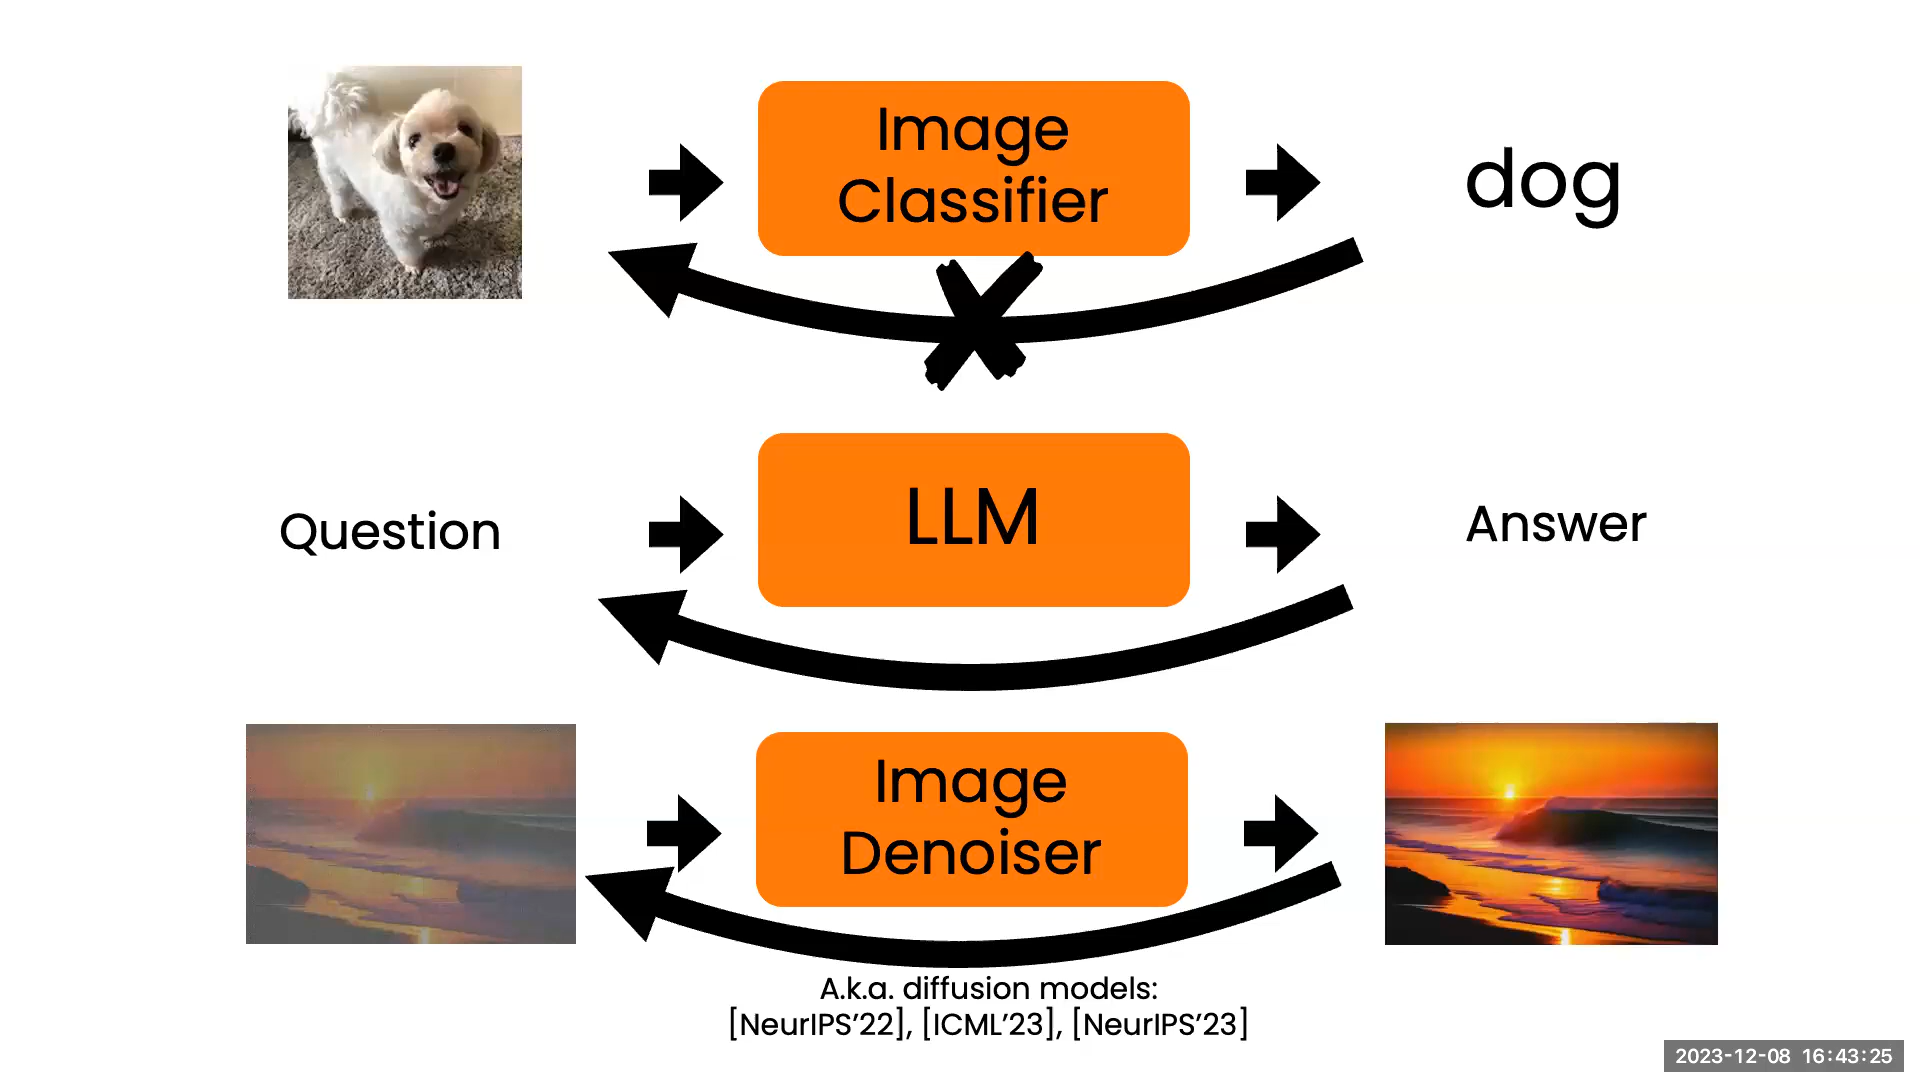 Image
Classifier
dog
Question
LLM
Answer
Image
Denoiser
A.k.a. diffusion models:
[NeurIPS’22], [ICML’23], [NeurIPS’23]
2023-12-08 16:43:25